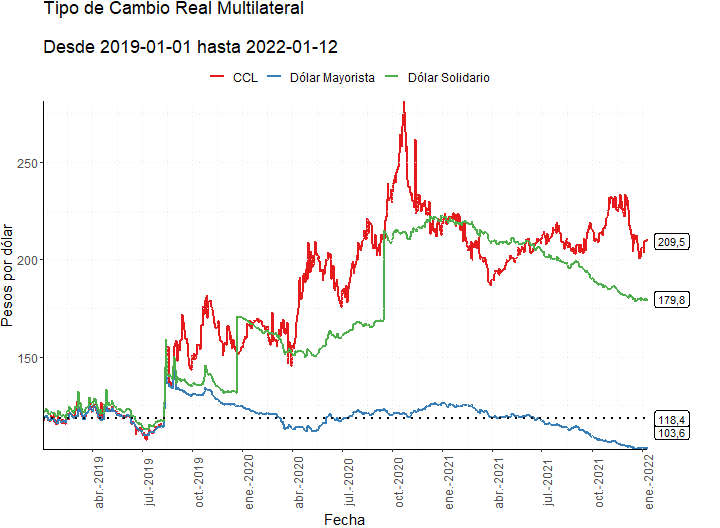 Tipo de Cambio Real Multilateral
Desde 2019-01-01 hasta 2022-01-12
CCL
Dólar Mayorista
Dólar Solidario
Pesos por dólar
250
200
150
209,5
179,8
118,4
103,6
abr.-2019
jul.-2019
oct.-2019
ene.-2020
abr.-2020
jul.-2020
oct.-2020
ene.-2021
abr.-2021
jul.-2021
oct.-2021
ene.-2022
Fecha